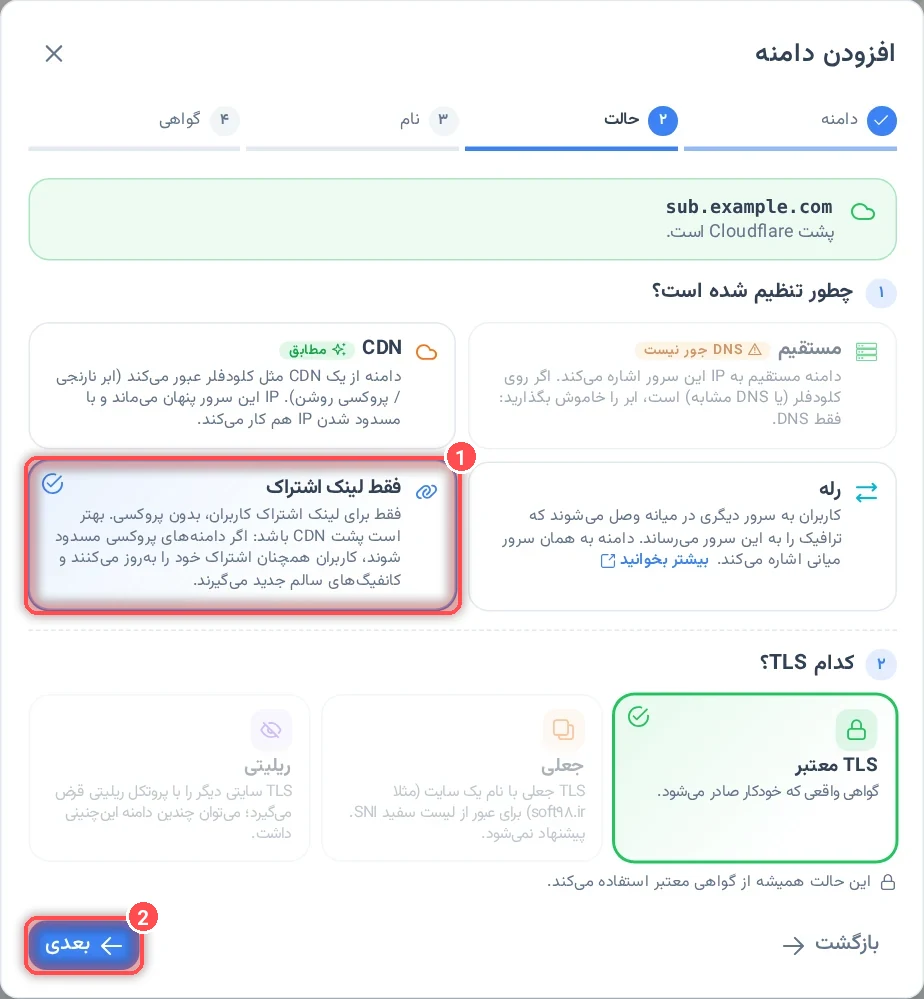 افزودن دامنه
دامنه
۲ حالت
۳ نام
۴ گواهی
sub.example.com
پشت Cloudflare است.
۱ چطور تنظیم شده است؟
مستقیم DNS جور نیست
دامنه مستقیم به IP این سرور اشاره می‌کند. اگر روی
کلودفلر (یا DNS مشابه) است، ابر را خاموش بگذارید:
فقط DNS.
CDN مطابق
دامنه از یک CDN مثل کلودفلر عبور می‌کند (ابر نارنجی
/ پروکسی روشن). IP این سرور پنهان می‌ماند و با
مسدود شدن IP هم کار می‌کند.
رله
کاربران به سرور دیگری در میانه وصل می‌شوند که
ترافیک را به این سرور می‌رساند. دامنه به همان سرور
میانی اشاره می‌کند. بیشتر بخوانید
1
فقط لینک اشتراک
فقط برای لینک اشتراک کاربران، بدون پروکسی. بهتر
است پشت CDN باشد: اگر دامنه‌های پروکسی مسدود
شوند، کاربران همچنان اشتراک خود را به‌روز می‌کنند و
کانفیگ‌های سالم جدید می‌گیرند.
۲ کدام TLS؟
TLS معتبر
گواهی واقعی که خودکار صادر می‌شود.
جعلی
TLS جعلی با نام یک سایت (مثلا
soft۹۸.ir) برای عبور از لیست سفید SNI.
پیشنهاد نمی‌شود.
ریلیتی
TLS سایتی دیگر را با پروتکل ریلیتی قرض
می‌گیرد؛ می‌توان چندین دامنه این‌چنینی
داشت.
این حالت همیشه از گواهی معتبر استفاده می‌کند.
بازگشت
2
بعدی